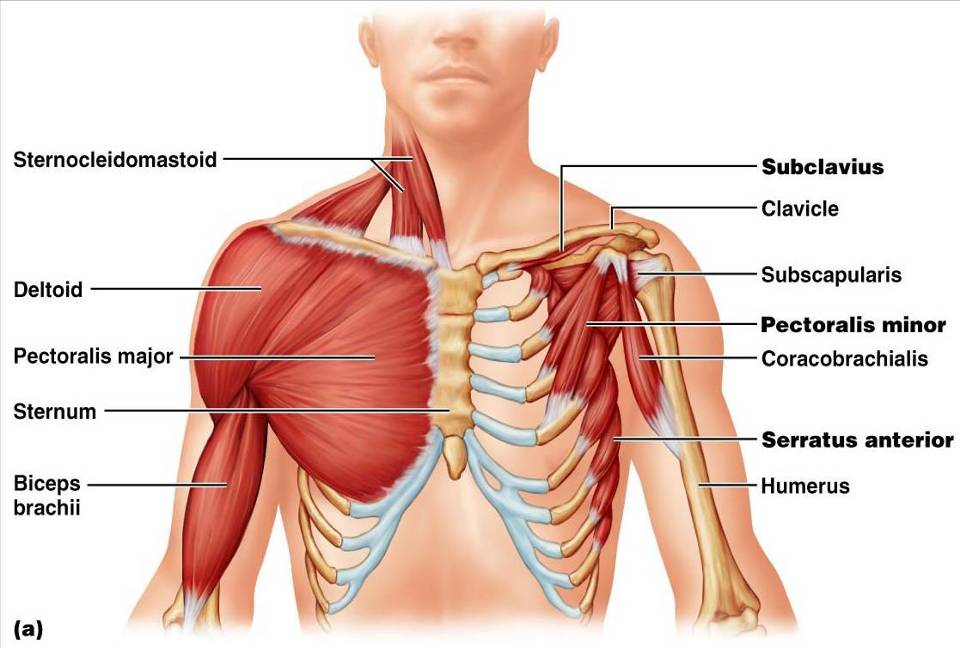 Sternocleidomastoid
Deltoid
Pectoralis major
Sternum
Biceps
brachii
(a)
Subclavius
Clavicle
Subscapularis
Pectoralis minor
Coracobrachialis
Serratus anterior
Humerus